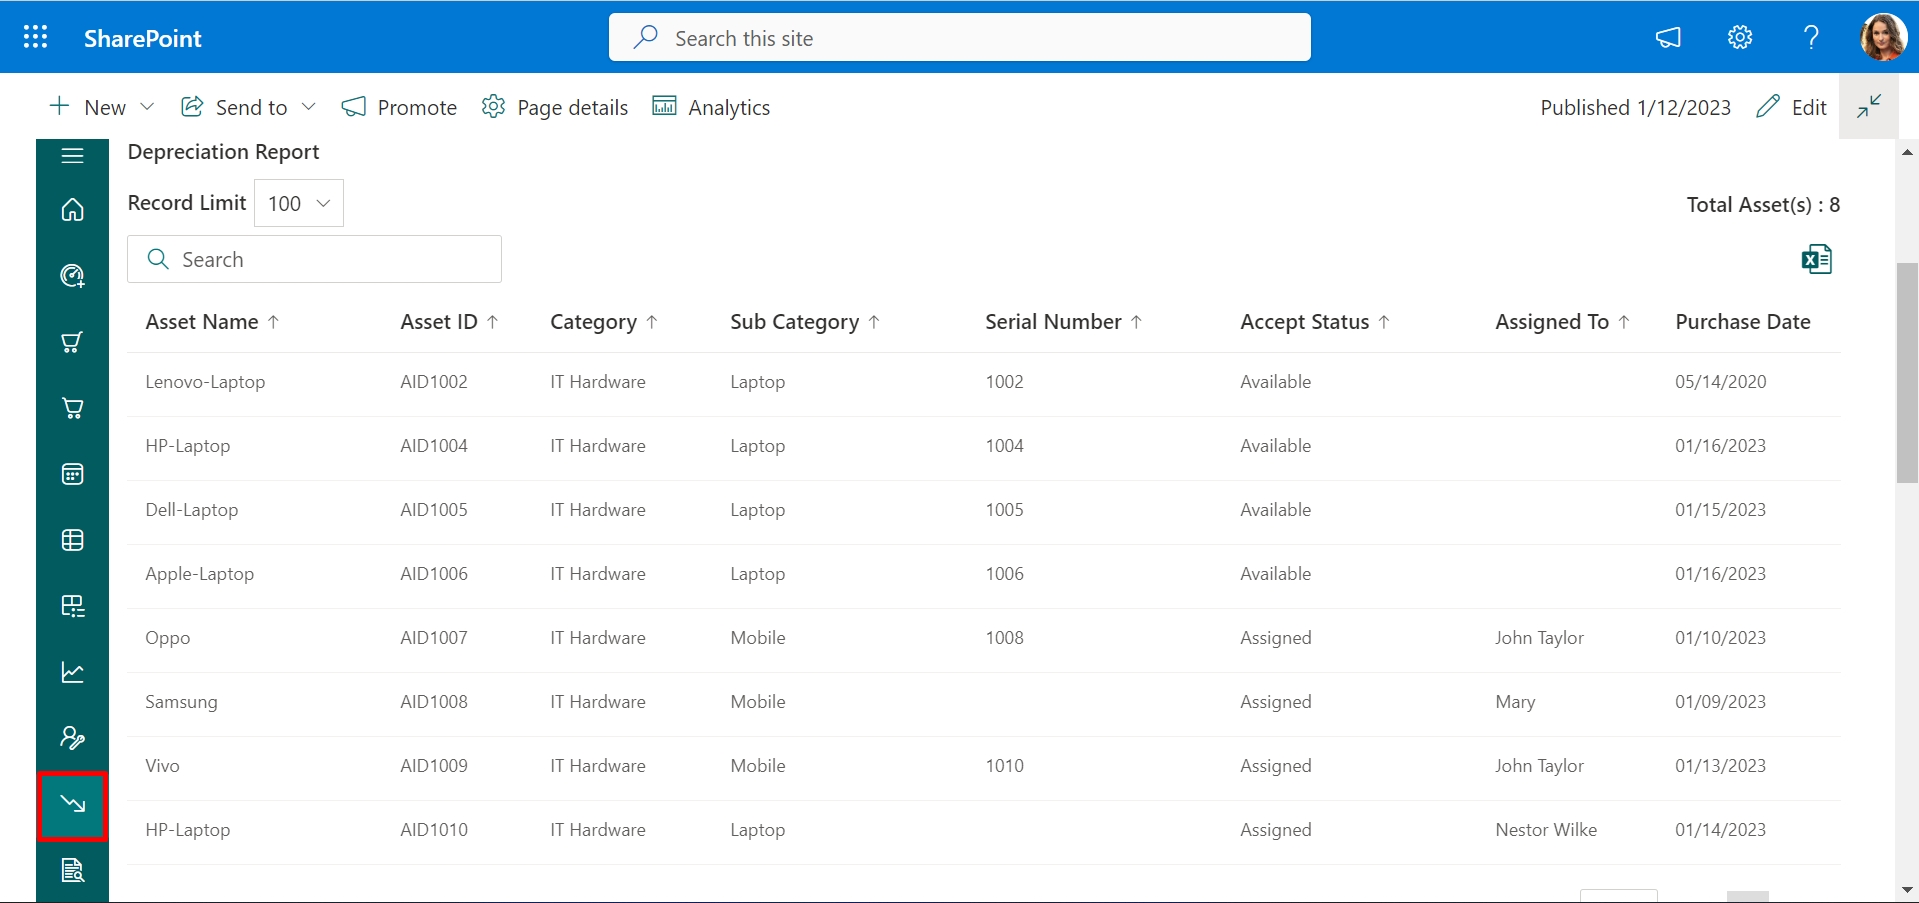 SharePoint
Search this site
New
Send to
Promote
Page details
Analytics
Published 1/12/2023
Edit
Depreciation Report
Record Limit 100
Total Asset(s) : 8
Search
Asset Name Asset ID Category Sub Category Serial Number Accept Status Assigned To Purchase Date
Lenovo-Laptop AID1002 IT Hardware Laptop 1002 Available 05/14/2020
HP-Laptop AID1004 IT Hardware Laptop 1004 Available 01/16/2023
Dell-Laptop AID1005 IT Hardware Laptop 1005 Available 01/15/2023
Apple-Laptop AID1006 IT Hardware Laptop 1006 Available 01/16/2023
Oppo AID1007 IT Hardware Mobile 1008 Assigned John Taylor 01/10/2023
Samsung AID1008 IT Hardware Mobile Assigned Mary 01/09/2023
Vivo AID1009 IT Hardware Mobile 1010 Assigned John Taylor 01/13/2023
HP-Laptop AID1010 IT Hardware Laptop Assigned Nestor Wilke 01/14/2023